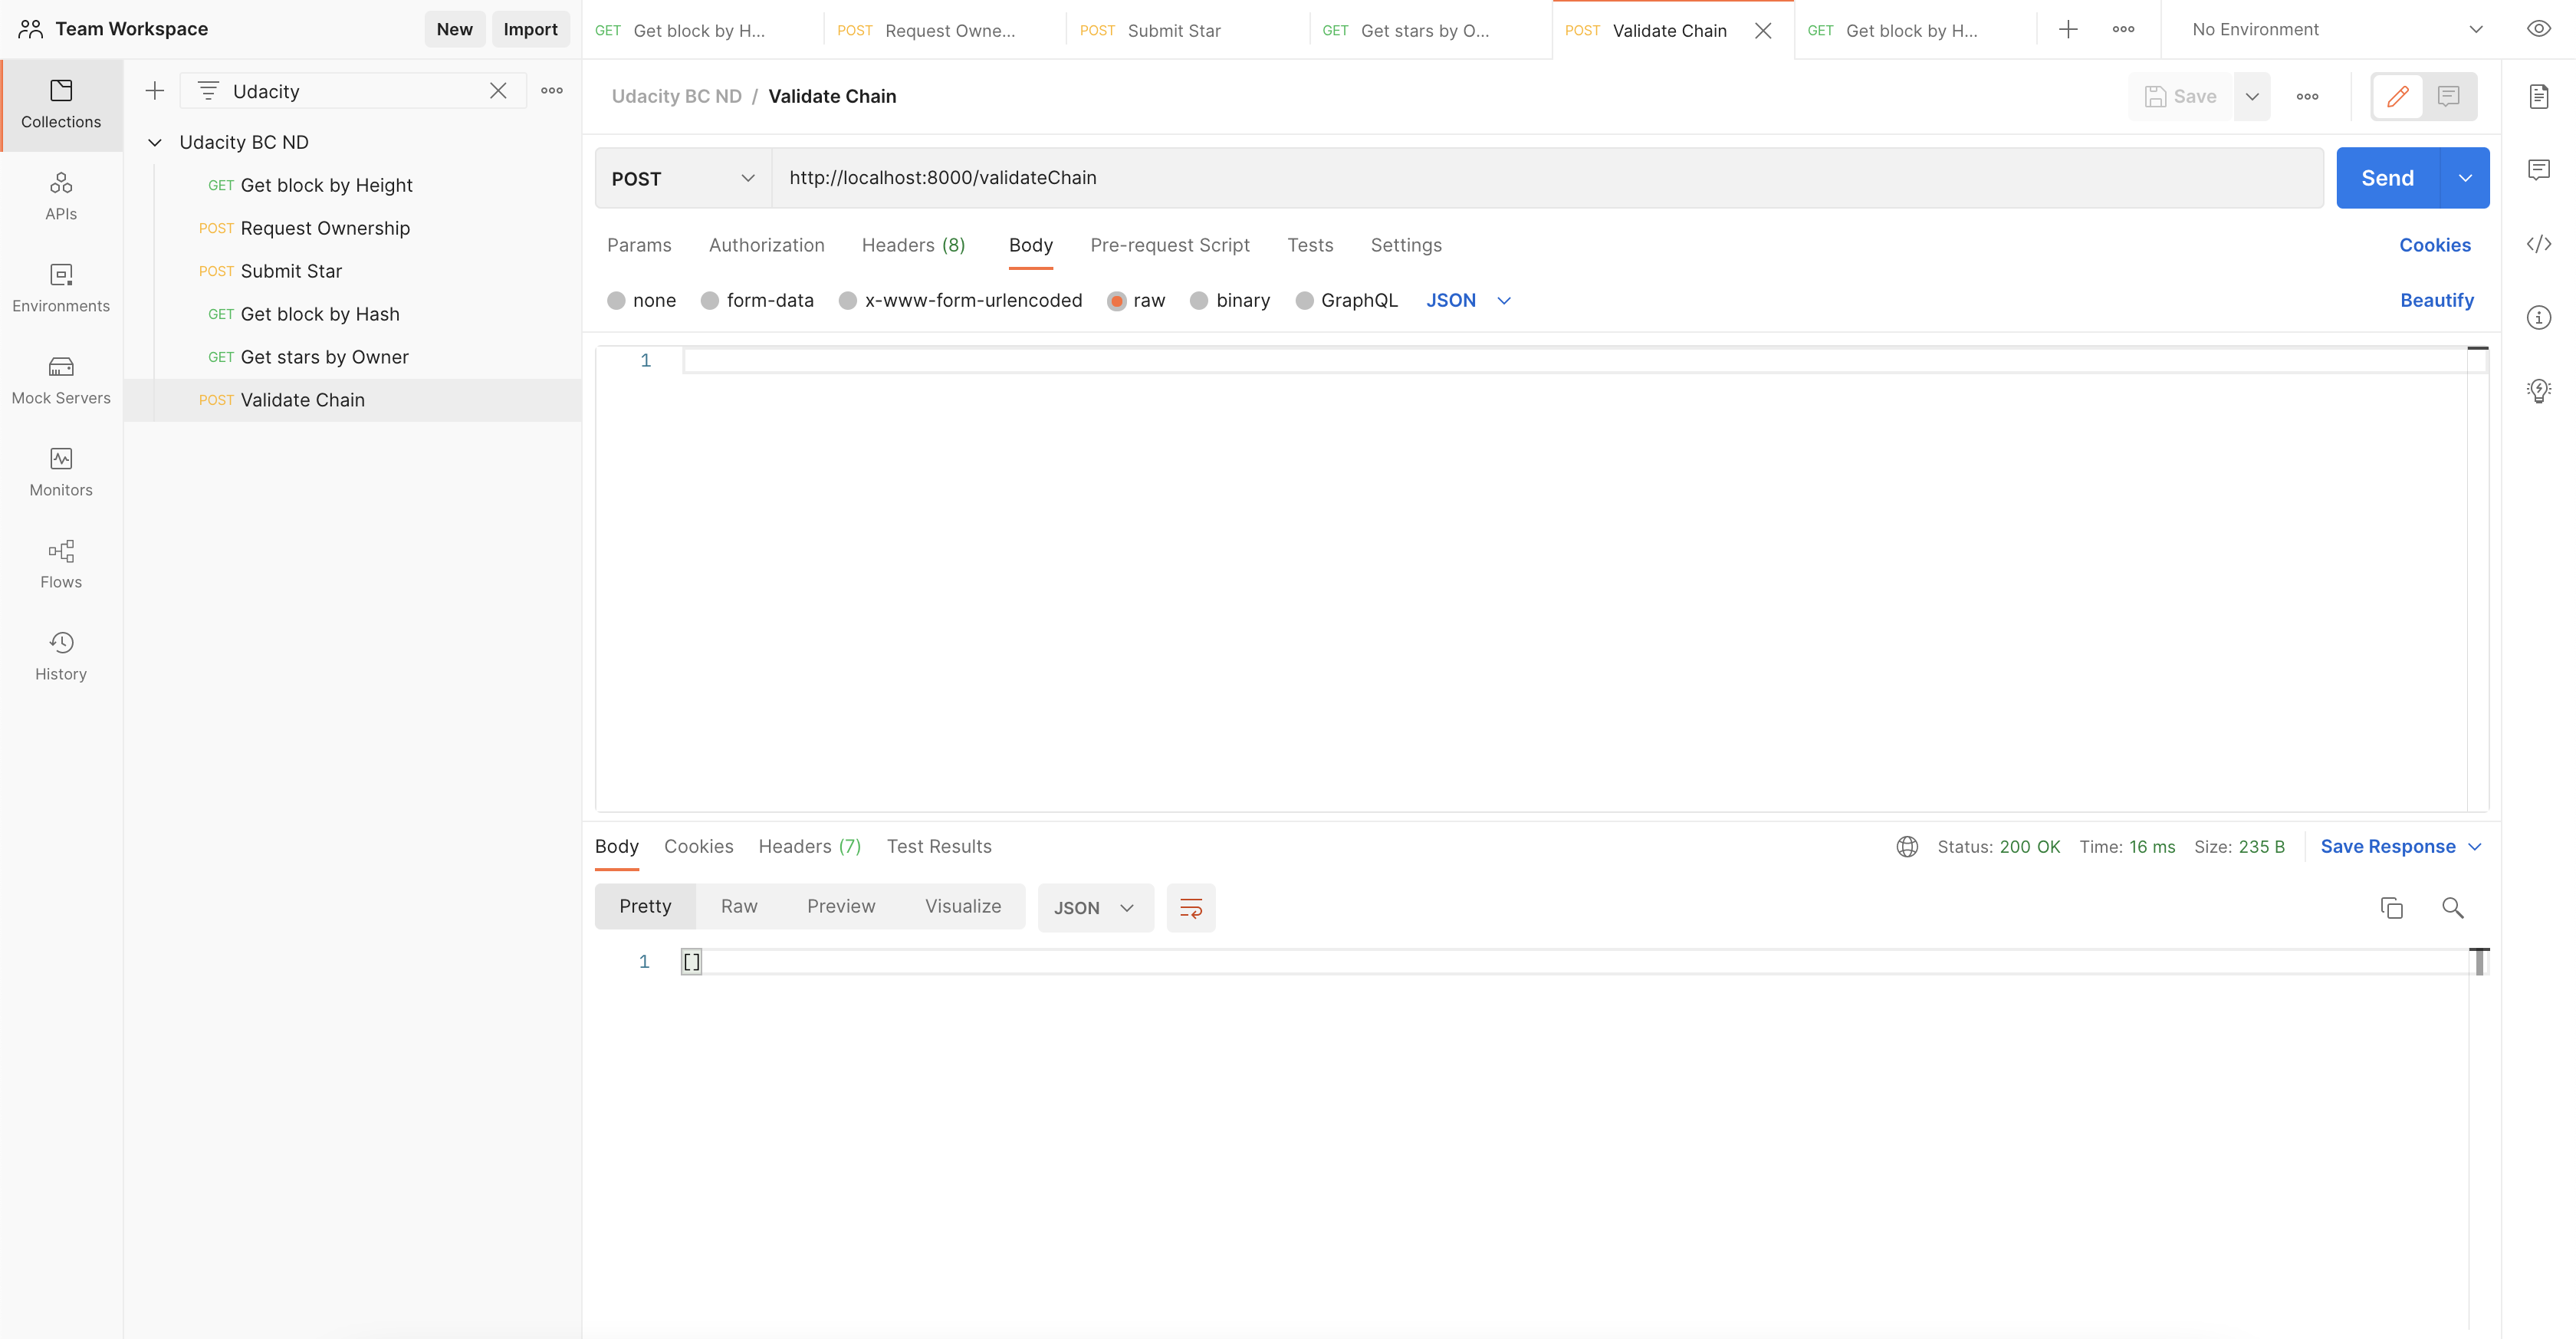 Team Workspace
New
Import
GET Get block by H...
POST Request Owne...
POST Submit Star
GET Get stars by O...
POST Validate Chain
GET Get block by H...
No Environment
Collections
APIs
Environments
Mock Servers
Monitors
Flows
History
Udacity
Udacity BC ND
GET Get block by Height
POST Request Ownership
POST Submit Star
GET Get block by Hash
GET Get stars by Owner
POST Validate Chain
Udacity BC ND / Validate Chain
Save
POST
http://localhost:8000/validateChain
Send
Params
Authorization
Headers (8)
Body
Pre-request Script
Tests
Settings
Cookies
none
form-data
x-www-form-urlencoded
raw
binary
GraphQL
JSON
Beautify
1
Body
Cookies
Headers (7)
Test Results
Status: 200 OK
Time: 16 ms
Size: 235 B
Save Response
Pretty
Raw
Preview
Visualize
JSON
1 []